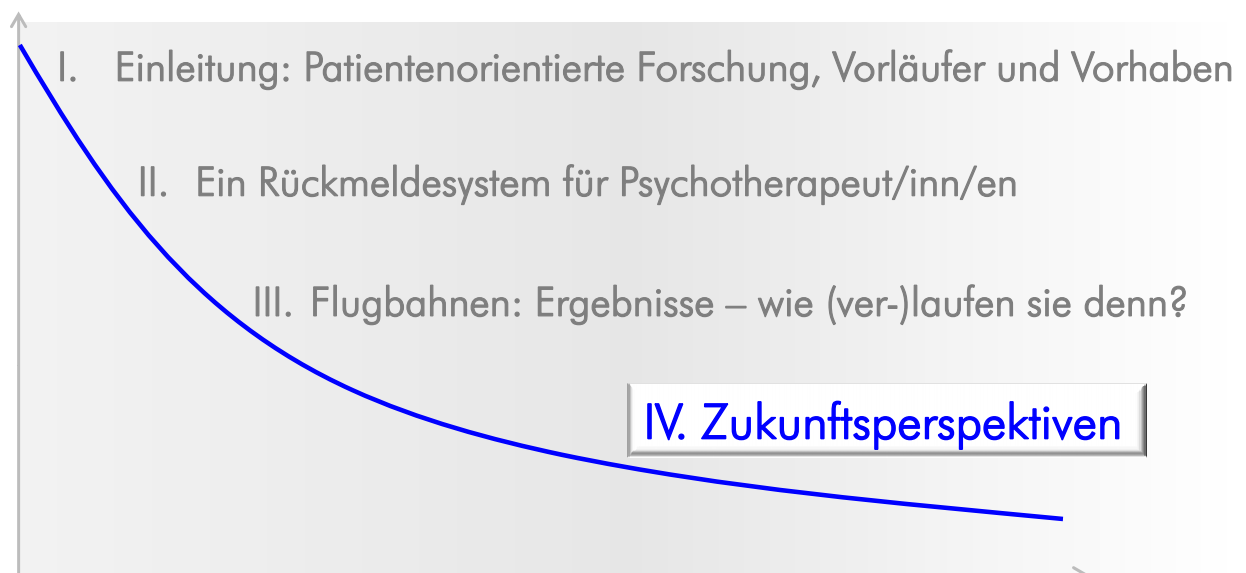 I. Einleitung: Patientenorientierte Forschung, Vorläufer und Vorhaben
II. Ein Rückmeldesystem für Psychotherapeut/inn/en
III. Flugbahnen: Ergebnisse – wie (ver-)laufen sie denn?
IV. Zukunftsperspektiven